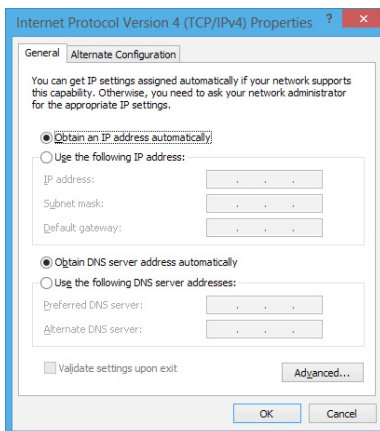 Internet Protocol Version 4 (TCP/IPv4) Properties ? ×
General Alternate Configuration
You can get IP settings assigned automatically if your network supports
this capability. Otherwise, you need to ask your network administrator
for the appropriate IP settings.
Obtain an IP address automatically
Use the following IP address:
IP address:
Subnet mask:
Default gateway:
Obtain DNS server address automatically
Use the following DNS server addresses:
Preferred DNS server:
Alternate DNS server:
Validate settings upon exit
Advanced...
OK Cancel